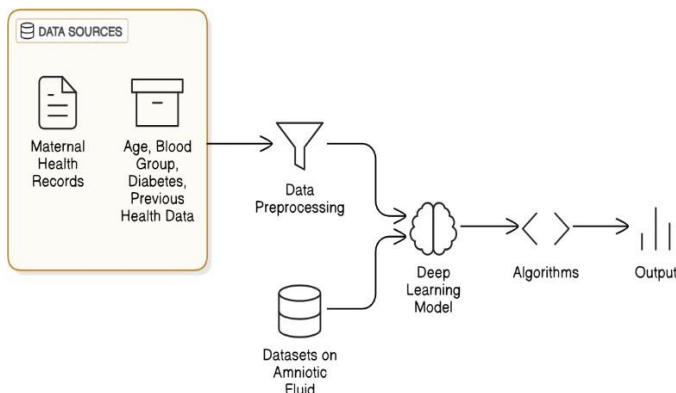 DATA SOURCES
Maternal
Health
Records
Age, Blood
Group,
Diabetes,
Previous
Health Data
Data
Preprocessing
Datasets on
Amniotic
Fluid
Deep
Learning
Model
Algorithms
Output